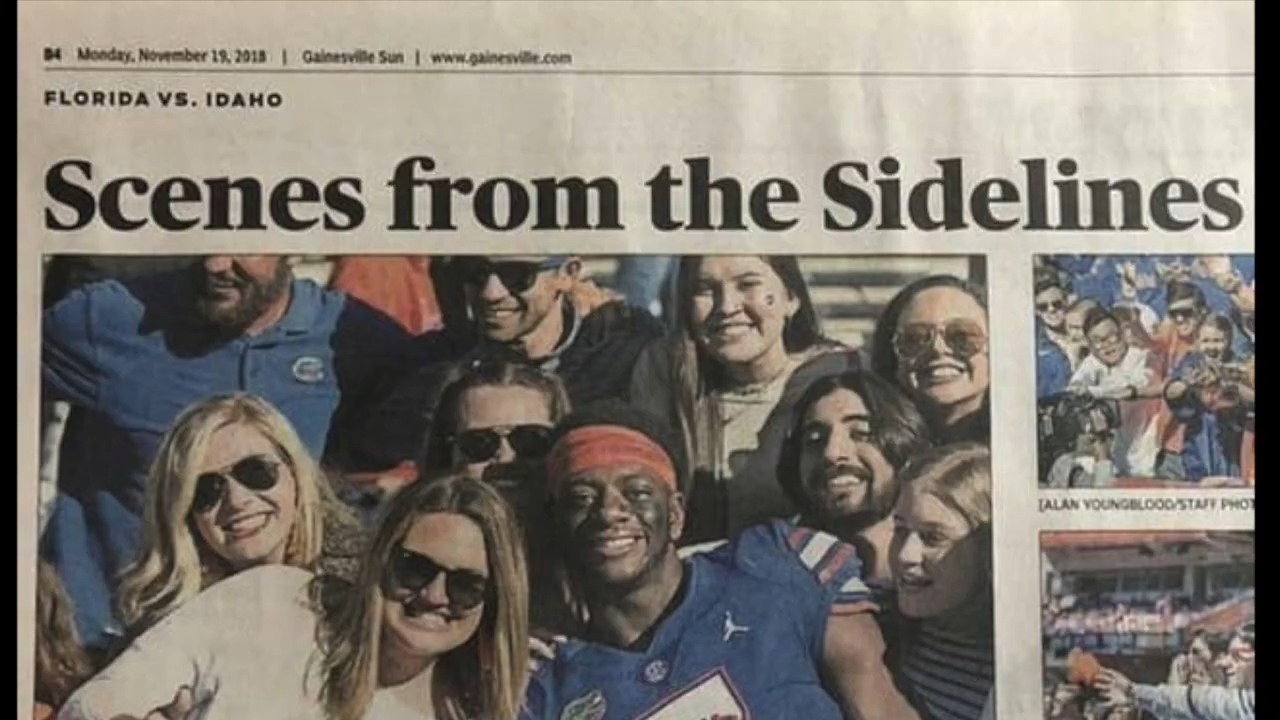 B4 Monday, November 19, 2018 | Gainesville Sun | www.gainesville.com
FLORIDA VS. IDAHO
Scenes from the Sidelines
[ALAN YOUNGBLOOD/STAFF PHOT